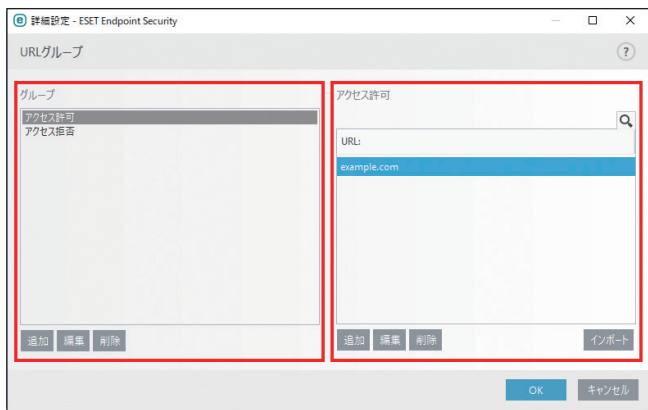 詳細設定 - ESET Endpoint Security
URLグループ
?
グループ
アクセス許可
アクセス拒否
追加 編集 削除
アクセス許可
URL:
example.com
追加 編集 削除 インポート
OK キャンセル